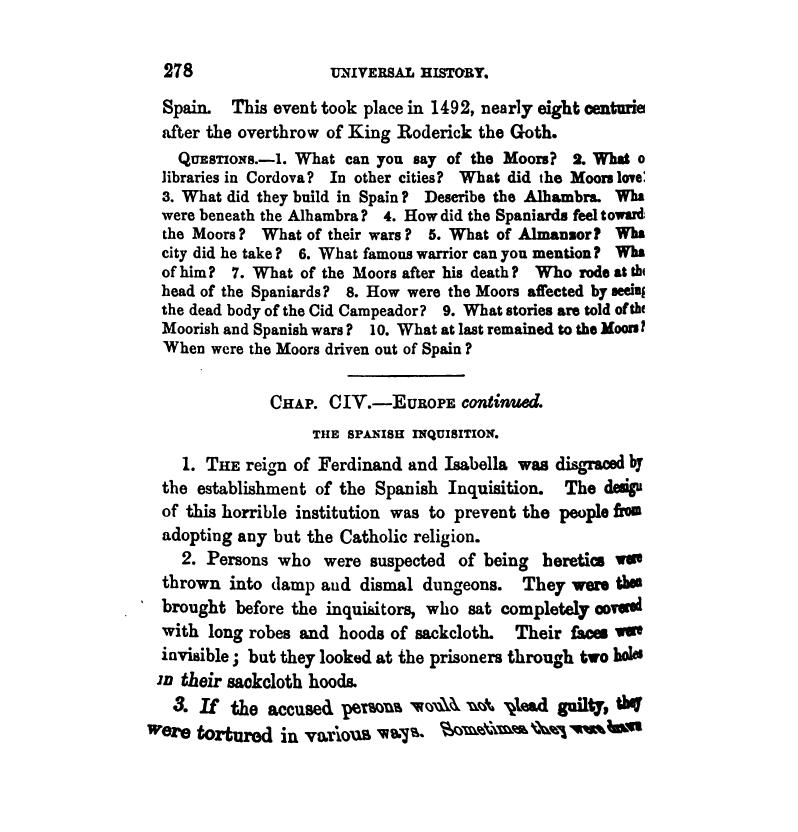 278 UNIVERSAL HISTORY.
Spain. This event took place in 1492, nearly eight centurie
after the overthrow of King Roderick the Goth.
QUESTIONS.—1. What can you say of the Moors? 2. What o
libraries in Cordova? In other cities? What did the Moors love?
3. What did they build in Spain? Describe the Alhambra. Wha
were beneath the Alhambra? 4. How did the Spaniards feel toward
the Moors? What of their wars? 5. What of Almansor? Wha
city did he take? 6. What famous warrior can you mention? Wha
of him? 7. What of the Moors after his death? Who rode at the
head of the Spaniards? 8. How were the Moors affected by seeing
the dead body of the Cid Campeador? 9. What stories are told of the
Moorish and Spanish wars? 10. What at last remained to the Moors?
When were the Moors driven out of Spain?
CHAP. CIV.—EUROPE continued.
THE SPANISH INQUISITION.
1. THE reign of Ferdinand and Isabella was disgraced by
the establishment of the Spanish Inquisition. The design
of this horrible institution was to prevent the people from
adopting any but the Catholic religion.
2. Persons who were suspected of being heretics were
thrown into damp and dismal dungeons. They were then
brought before the inquisitors, who sat completely covered
with long robes and hoods of sackcloth. Their faces were
invisible; but they looked at the prisoners through two holes
in their sackcloth hoods.
3. If the accused persons would not plead guilty, they
were tortured in various ways. Sometimes they were drawn